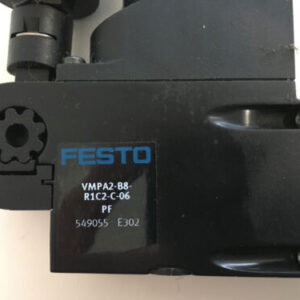 FESTO
VMPA2-B8-
R1C2-C-06
PF
549055 E302